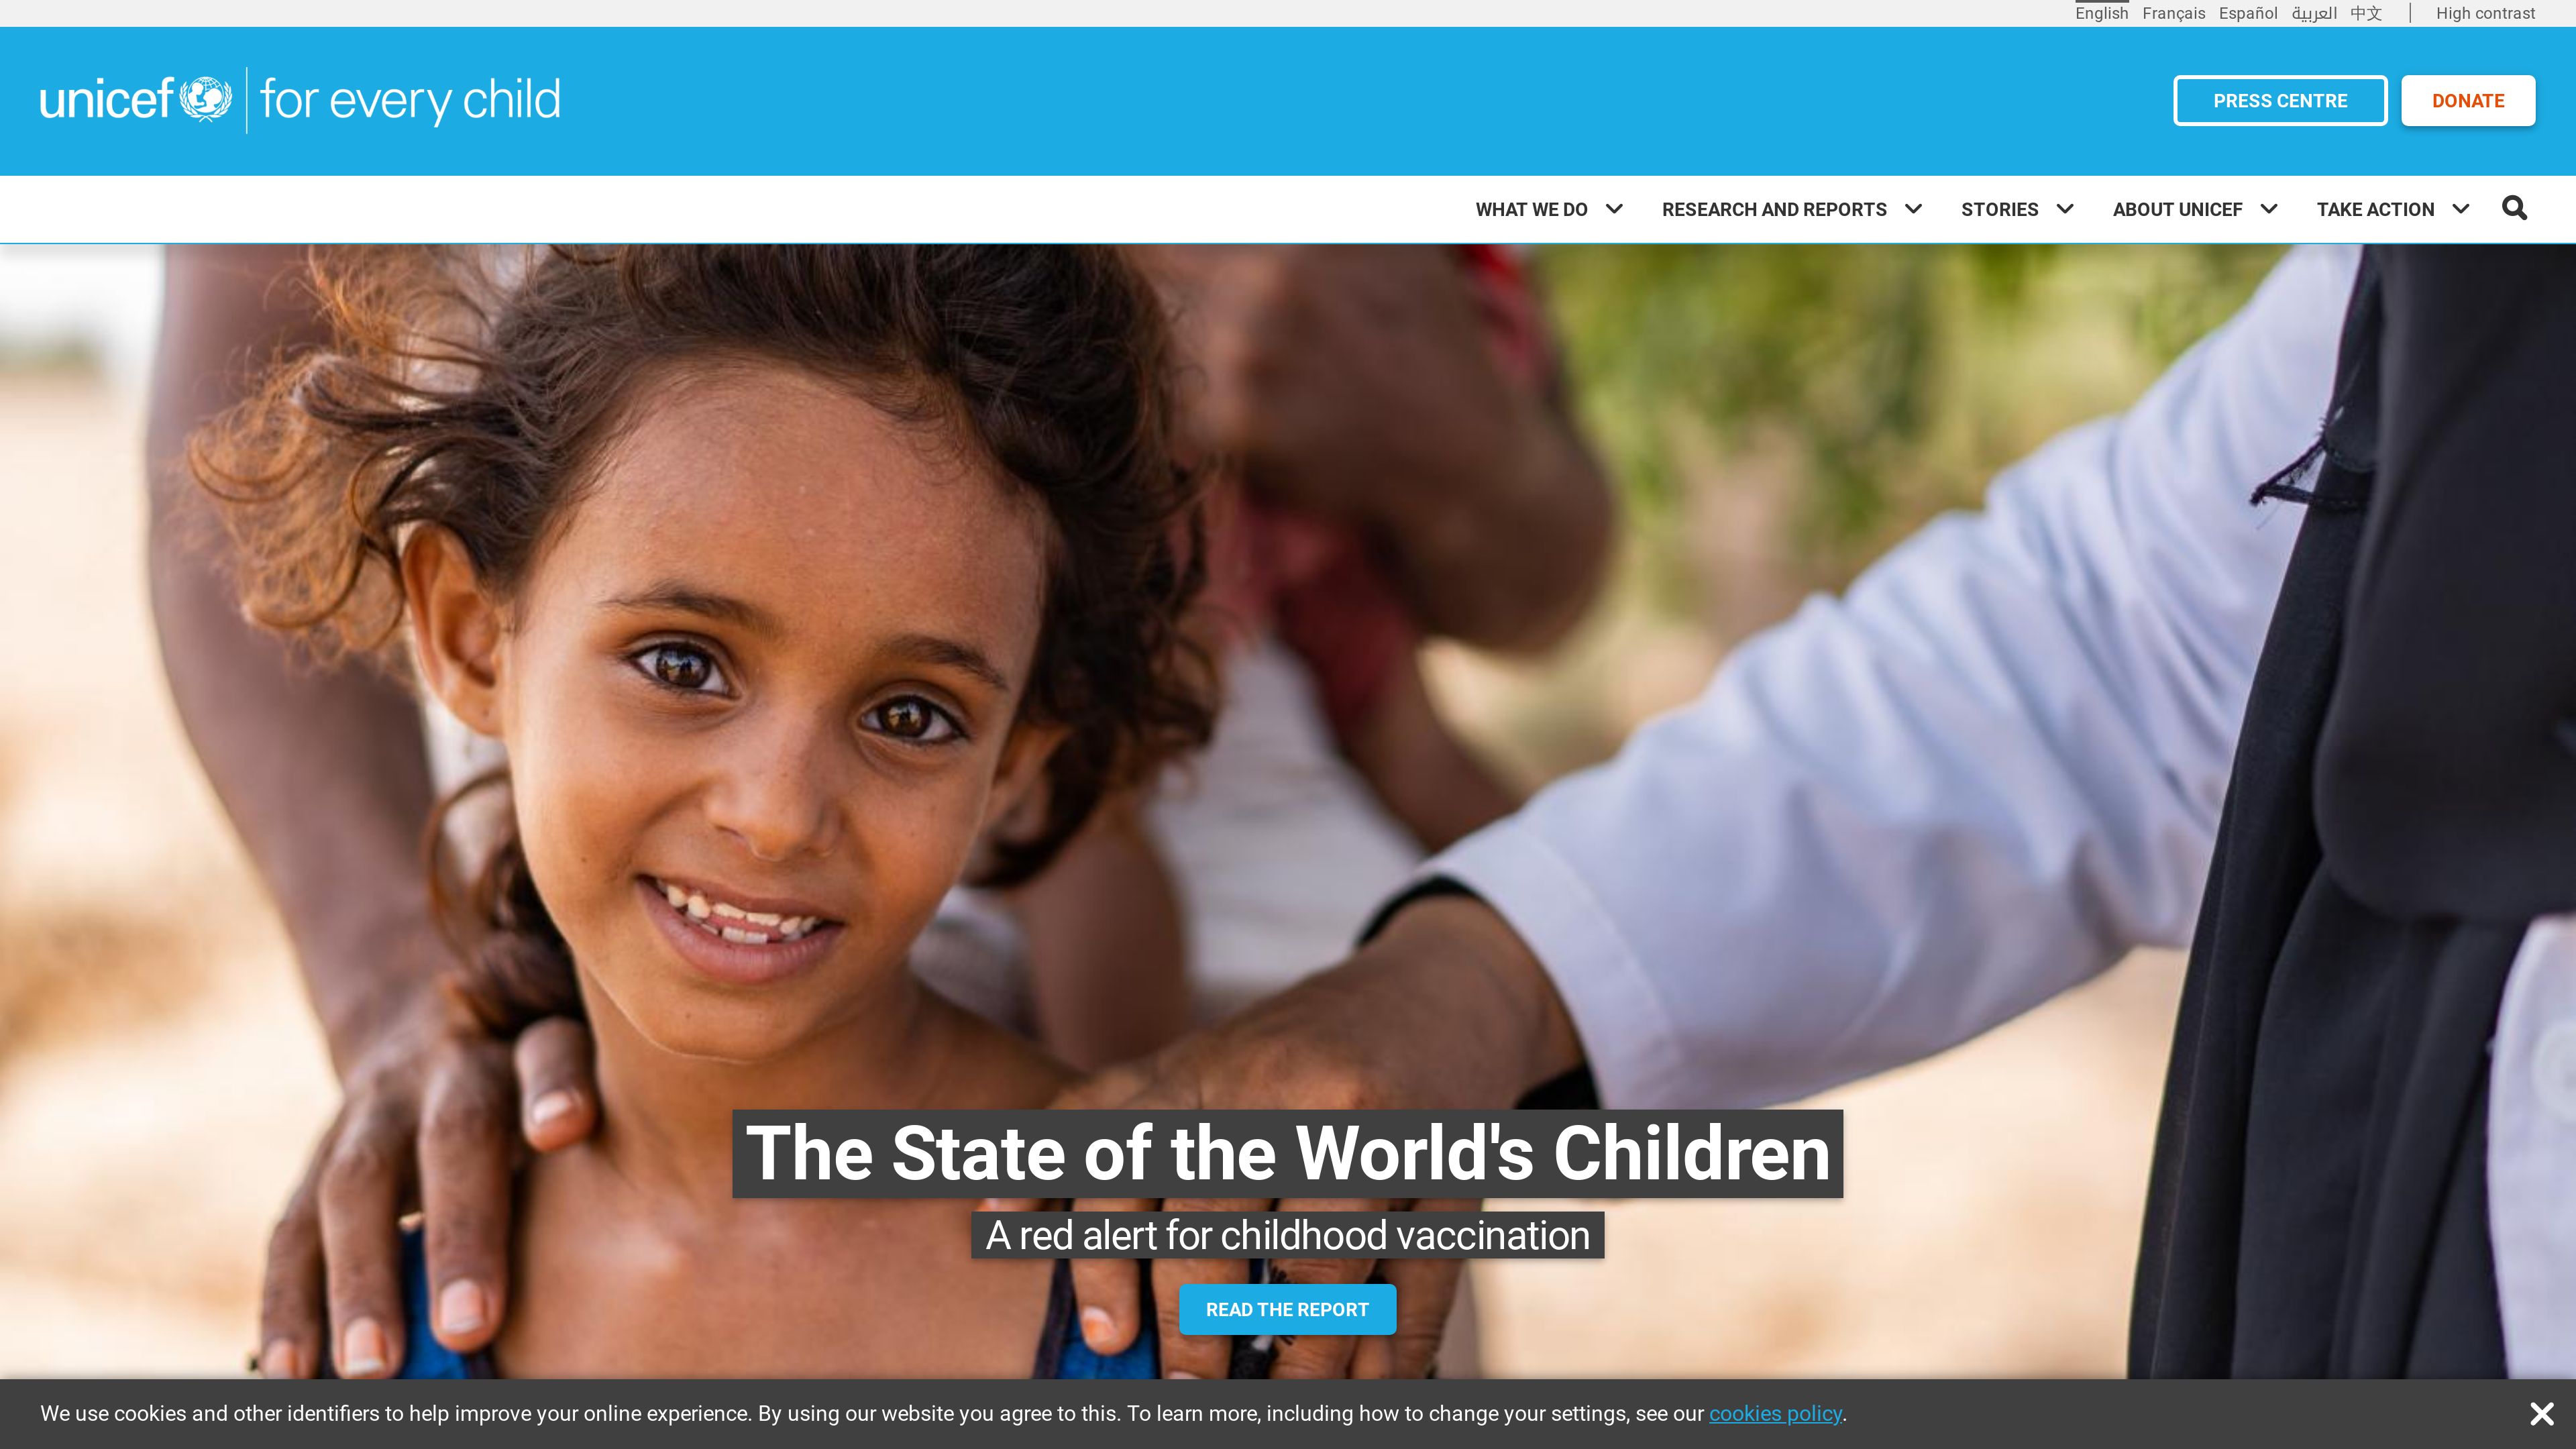 English Français Español العربية 中文 | High contrast
unicef | for every child
PRESS CENTRE
DONATE
WHAT WE DO
RESEARCH AND REPORTS
STORIES
ABOUT UNICEF
TAKE ACTION
The State of the World's Children
A red alert for childhood vaccination
READ THE REPORT
We use cookies and other identifiers to help improve your online experience. By using our website you agree to this. To learn more, including how to change your settings, see our cookies policy.